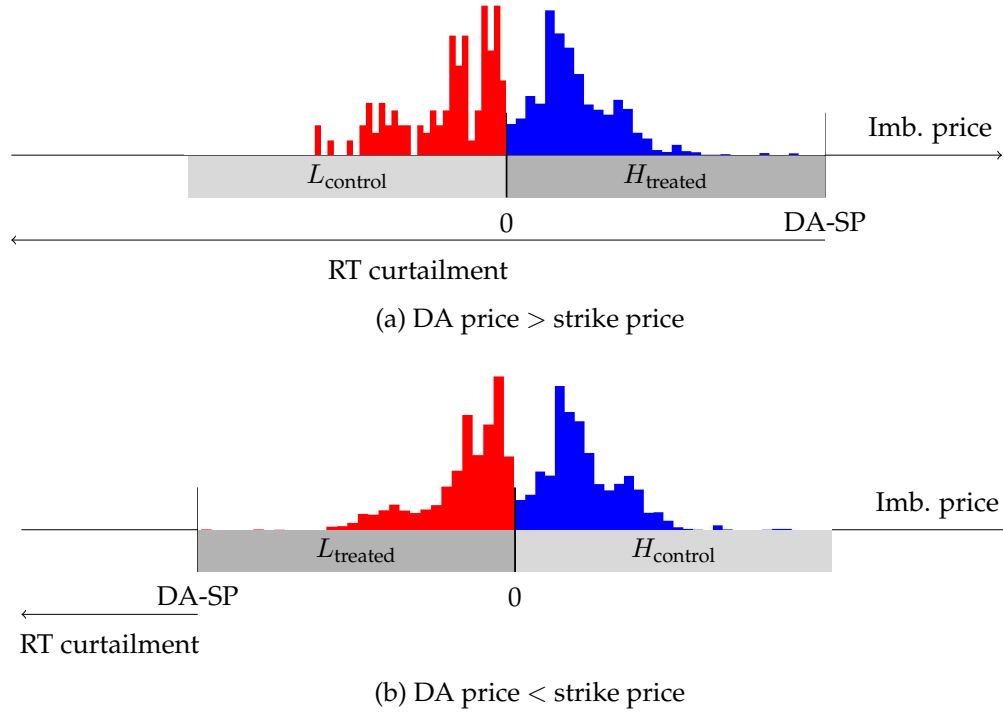 Imb. price
L_control H_treated
0 DA-SP
RT curtailment
(a) DA price > strike price
Imb. price
L_treated H_control
DA-SP 0
RT curtailment
(b) DA price < strike price